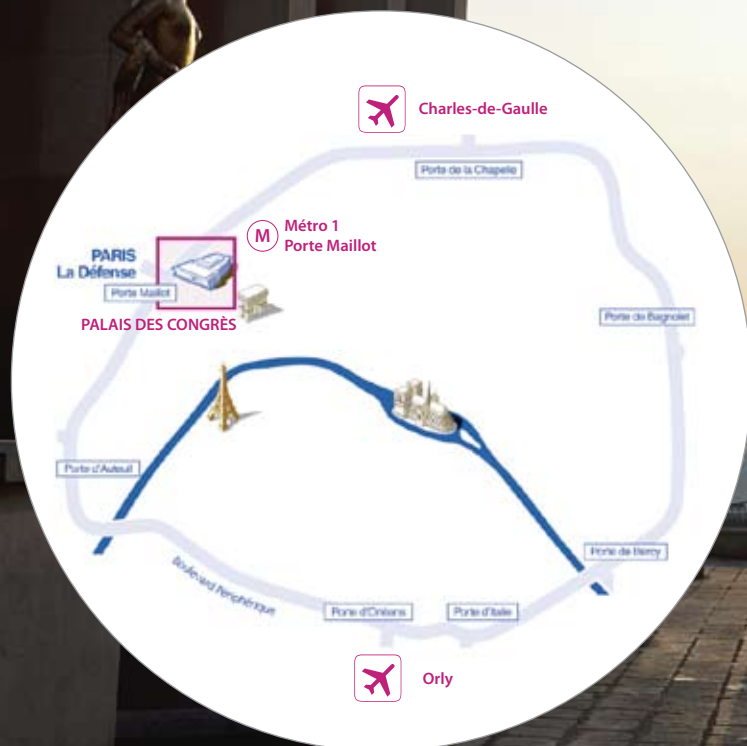 Charles-de-Gaulle
Porte de la Chapelle
M
Métro 1
Porte Maillot
PARIS
La Défense
Porte Maillot
PALAIS DES CONGRÈS
Porte de Bagnolet
Porte d'Auteuil
Porte de Bercy
Boulevard Périphérique
Porte d'Orléans
Porte d'Italie
Orly